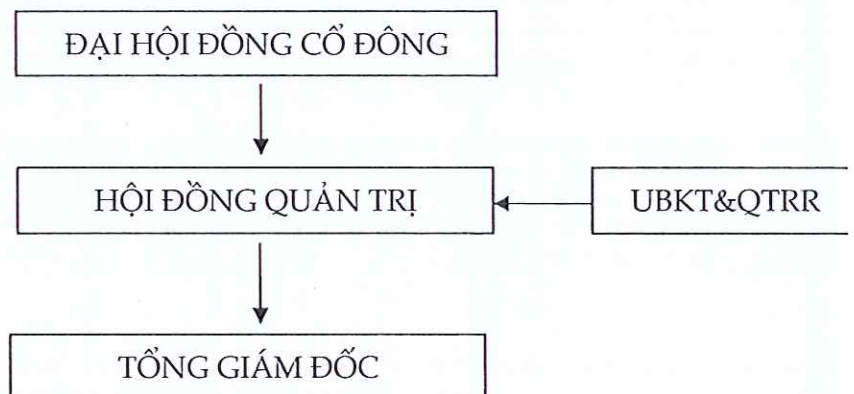 ĐẠI HỘI ĐỒNG CỔ ĐÔNG
HỘI ĐỒNG QUẢN TRỊ
UBKT&QTRR
TỔNG GIÁM ĐỐC